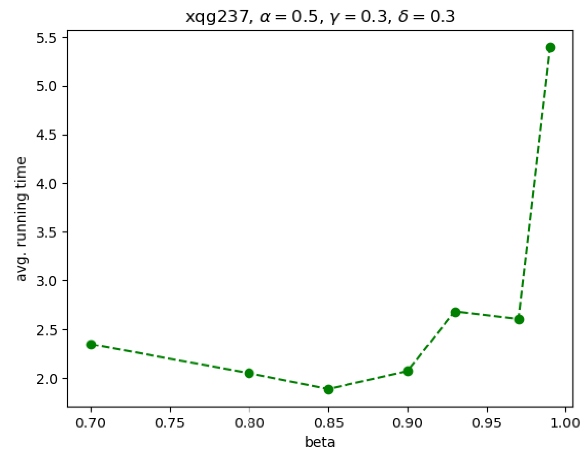 xqg237, α = 0.5, γ = 0.3, δ = 0.3
5.5
5.0
4.5
4.0
3.5
3.0
2.5
2.0
avg. running time
0.70 0.75 0.80 0.85 0.90 0.95 1.00
beta